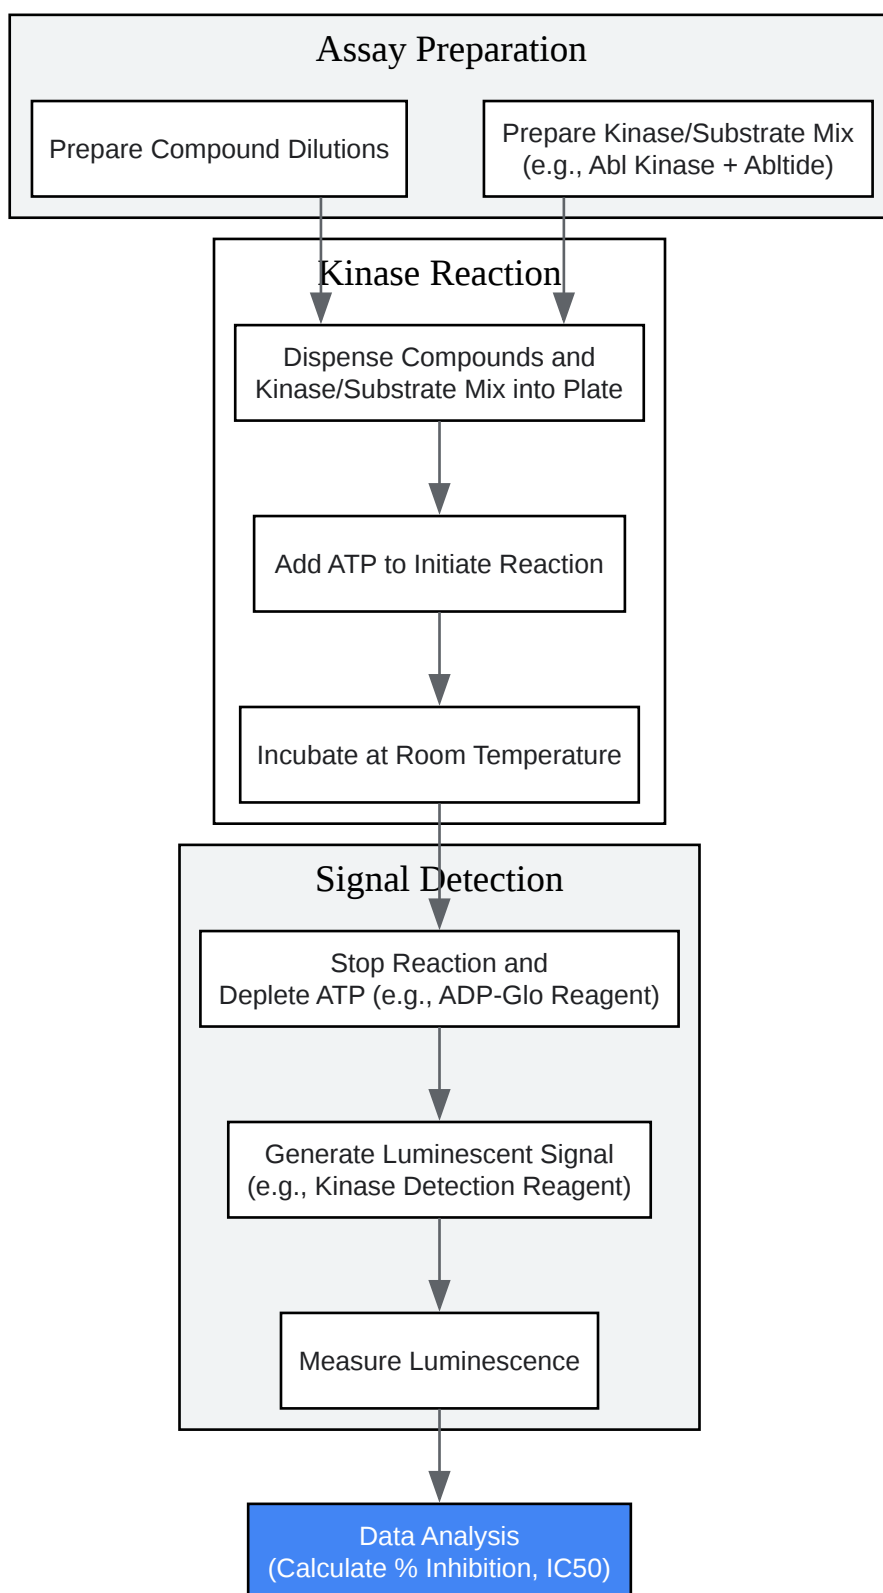 Assay Preparation
Prepare Compound Dilutions
Prepare Kinase/Substrate Mix
(e.g., Abl Kinase + Abltide)
Kinase Reaction
Dispense Compounds and
Kinase/Substrate Mix into Plate
Add ATP to Initiate Reaction
Incubate at Room Temperature
Signal Detection
Stop Reaction and
Deplete ATP (e.g., ADP-Glo Reagent)
Generate Luminescent Signal
(e.g., Kinase Detection Reagent)
Measure Luminescence
Data Analysis
(Calculate % Inhibition, IC50)